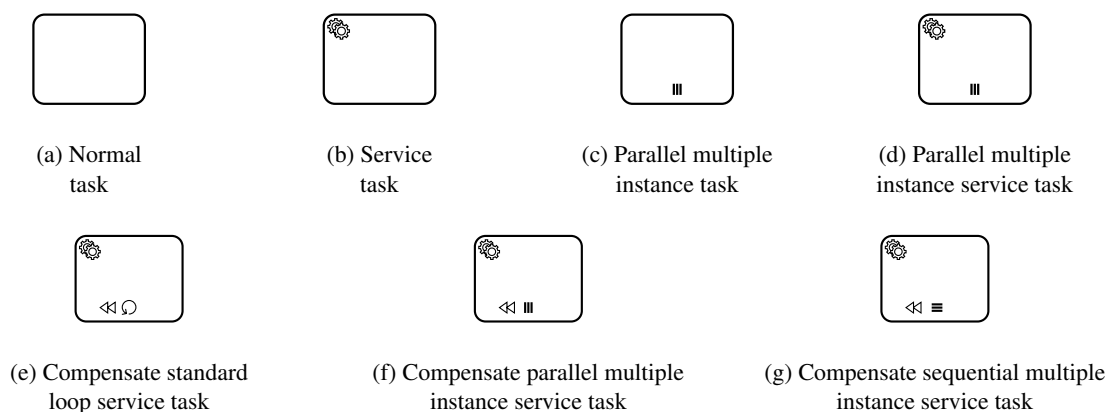 (a) Normal
task
(b) Service
task
(c) Parallel multiple
instance task
(d) Parallel multiple
instance service task
(e) Compensate standard
loop service task
(f) Compensate parallel multiple
instance service task
(g) Compensate sequential multiple
instance service task